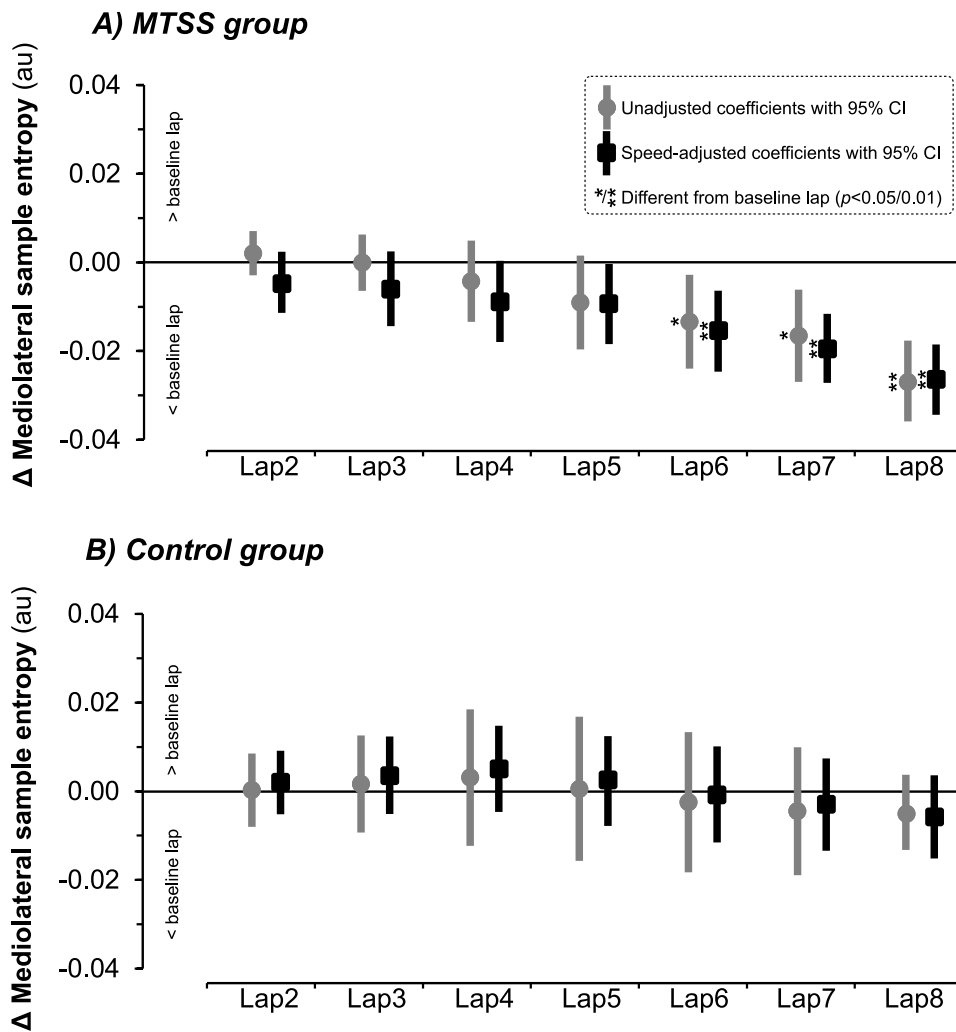 A) MTSS group
Δ Mediolateral sample entropy (au)
0.04
0.02
0.00
-0.02
-0.04
> baseline lap
< baseline lap
Unadjusted coefficients with 95% CI
Speed-adjusted coefficients with 95% CI
*/** Different from baseline lap (p<0.05/0.01)
* ** * ** ** **
Lap2 Lap3 Lap4 Lap5 Lap6 Lap7 Lap8
B) Control group
Δ Mediolateral sample entropy (au)
0.04
0.02
0.00
-0.02
-0.04
> baseline lap
< baseline lap
Lap2 Lap3 Lap4 Lap5 Lap6 Lap7 Lap8